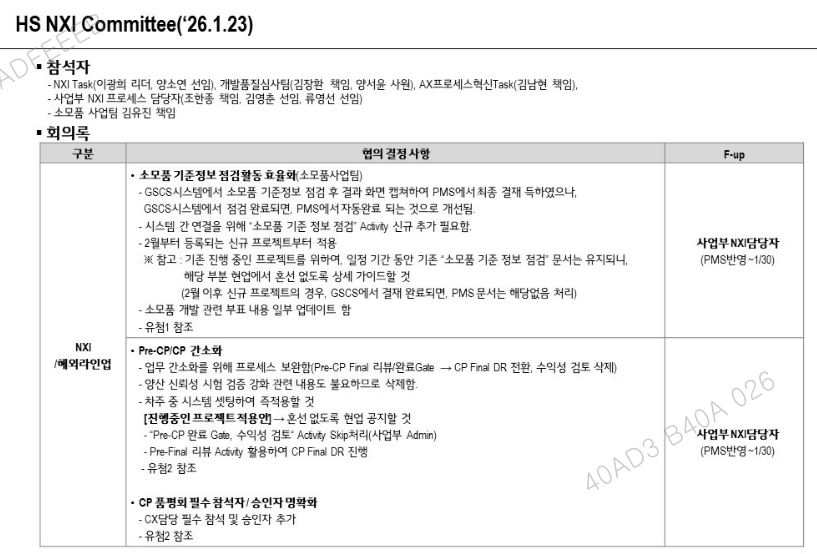 HS NXI Committee('26.1.23)
▪ 참석자
- NXI Task(이광희 리더, 양소연 선임), 개발품질심사팀(김장환 책임, 양서윤 사원), AX프로세스혁신Task(김남현 책임),
- 사업부 NXI 프로세스 담당자(조한종 책임, 김영춘 선임, 류영선 선임)
- 소모품 사업팀 김유진 책임
▪ 회의록
구분 협의 결정 사항 F-up
• 소모품 기준정보 점검활동 효율화(소모품사업팀)
- GSCS시스템에서 소모품 기준정보 점검 후 결과 화면 캡쳐하여 PMS에서 최종 결재 득하였으나,
GSCS시스템에서 점검 완료되면, PMS에서 자동완료 되는 것으로 개선됨.
- 시스템 간 연결을 위해 "소모품 기준 정보 점검" Activity 신규 추가 필요함.
- 2월부터 등록되는 신규 프로젝트부터 적용
※ 참고 : 기존 진행 중인 프로젝트를 위하여, 일정 기간 동안 기존 "소모품 기준 정보 점검" 문서는 유지되니,
해당 부분 현업에서 혼선 없도록 상세 가이드할 것
(2월 이후 신규 프로젝트의 경우, GSCS에서 결재 완료되면, PMS 문서는 해당없음 처리)
- 소모품 개발 관련 부표 내용 일부 업데이트 함
- 유첨1 참조
사업부 NXI담당자
(PMS반영~1/30)
NXI
/해외라인업
• Pre-CP/CP 간소화
- 업무 간소화를 위해 프로세스 보완함(Pre-CP Final 리뷰/완료Gate → CP Final DR 전환, 수익성 검토 삭제)
- 양산 신뢰성 시험 검증 강화 관련 내용도 불요하므로 삭제함.
- 차주 중 시스템 셋팅하여 즉적용할 것
[진행중인 프로젝트 적용안] → 혼선 없도록 현업 공지할 것
- "Pre-CP 완료 Gate, 수익성 검토" Activity Skip처리(사업부 Admin)
- Pre-Final 리뷰 Activity 활용하여 CP Final DR 진행
- 유첨2 참조
• CP 품평회 필수 참석자 / 승인자 명확화
- CX담당 필수 참석 및 승인자 추가
- 유첨2 참조
사업부 NXI담당자
(PMS반영~1/30)
40AD3 B40A 026